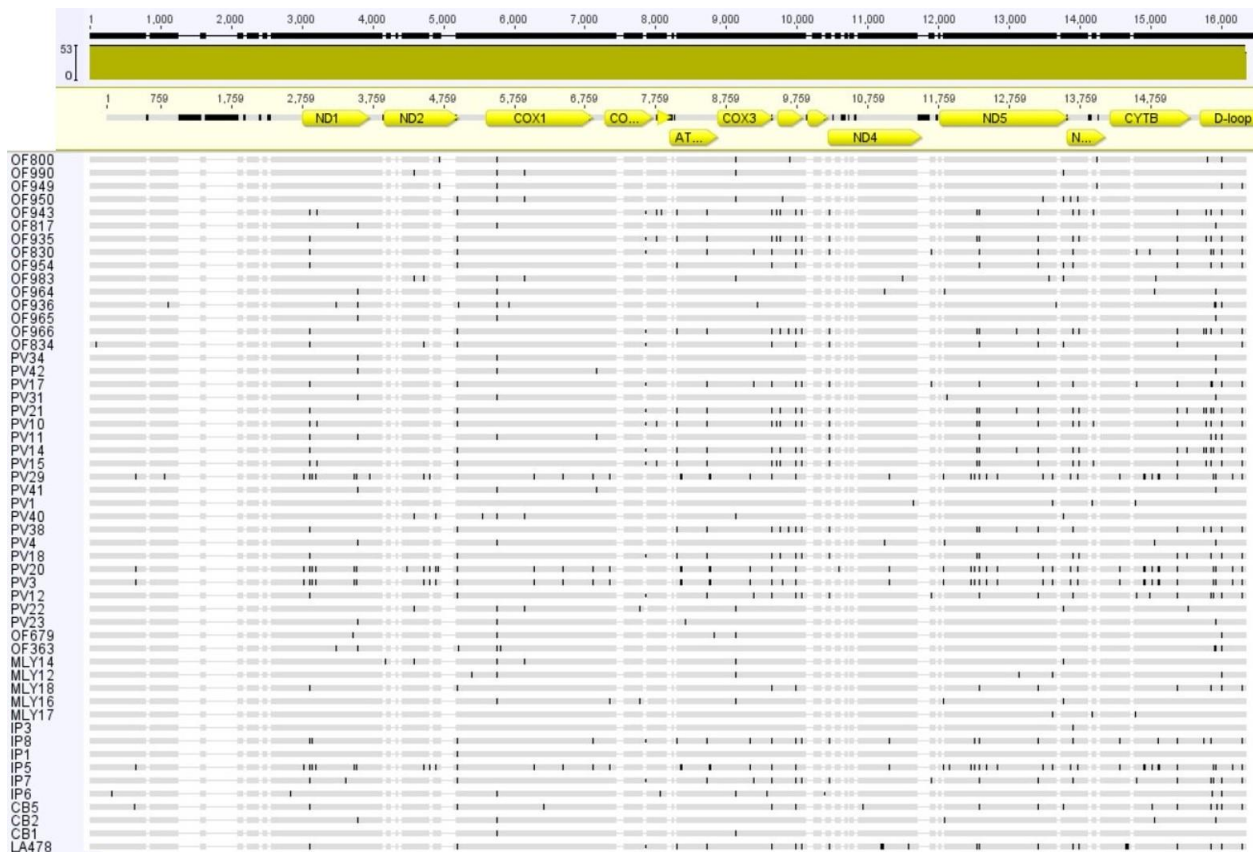 1 1,000 2,000 3,000 4,000 5,000 6,000 7,000 8,000 9,000 10,000 11,000 12,000 13,000 14,000 15,000 16,000
53
0
1 759 1,759 2,759 3,759 4,759 5,759 6,759 7,759 8,759 9,759 10,759 11,759 12,759 13,759 14,759
ND1 ND2 COX1 CO... COX3 ND5 CYTB D-loop
AT... ND4 N...
OF800
OF990
OF949
OF950
OF943
OF817
OF935
OF830
OF954
OF983
OF964
OF936
OF965
OF966
OF834
PV34
PV42
PV17
PV31
PV21
PV10
PV11
PV14
PV15
PV29
PV41
PV1
PV40
PV38
PV4
PV18
PV20
PV3
PV12
PV22
PV23
OF679
OF363
MLY14
MLY12
MLY18
MLY16
MLY17
IP3
IP8
IP1
IP5
IP7
IP6
CB5
CB2
CB1
LA478